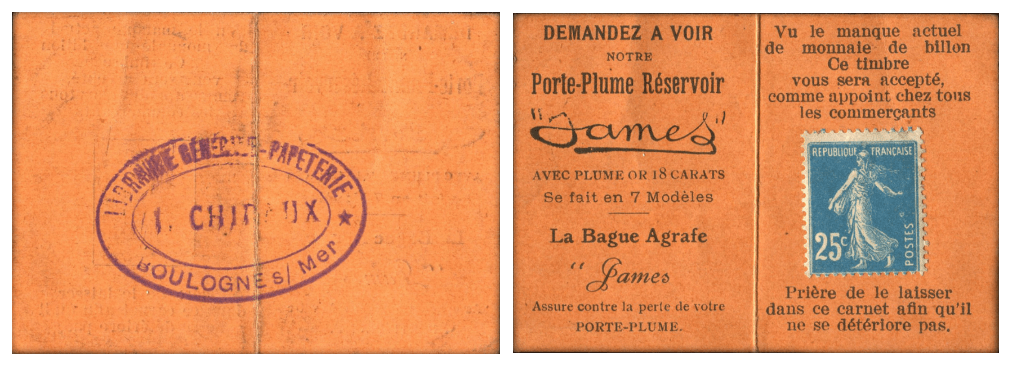 LIBRAIRIE GÉNÉRALE-PAPETERIE ★
BOULOGNE s/ Mer
DEMANDEZ A VOIR
NOTRE
Porte-Plume Réservoir
"James"
AVEC PLUME OR 18 CARATS
Se fait en 7 Modèles
La Bague Agrafe
" James
Assure contre la perte de votre
PORTE-PLUME.
Vu le manque actuel
de monnaie de billon
Ce timbre
vous sera accepté,
comme appoint chez tous
les commerçants
REPUBLIQUE FRANÇAISE
25c
POSTES
Prière de le laisser
dans ce carnet afin qu'il
ne se détériore pas.